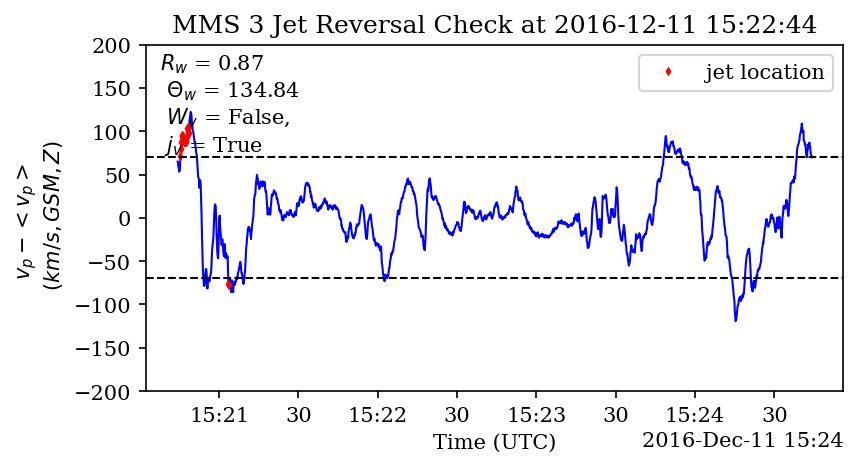 MMS 3 Jet Reversal Check at 2016-12-11 15:22:44
R_w = 0.87
Θ_w = 134.84
W_v = False,
j_v = True
jet location
200
150
100
50
0
−50
−100
−150
−200
v_p − < v_p >
(km/s, GSM, Z)
15:21 30 15:22 30 15:23 30 15:24 30
Time (UTC)
2016-Dec-11 15:24